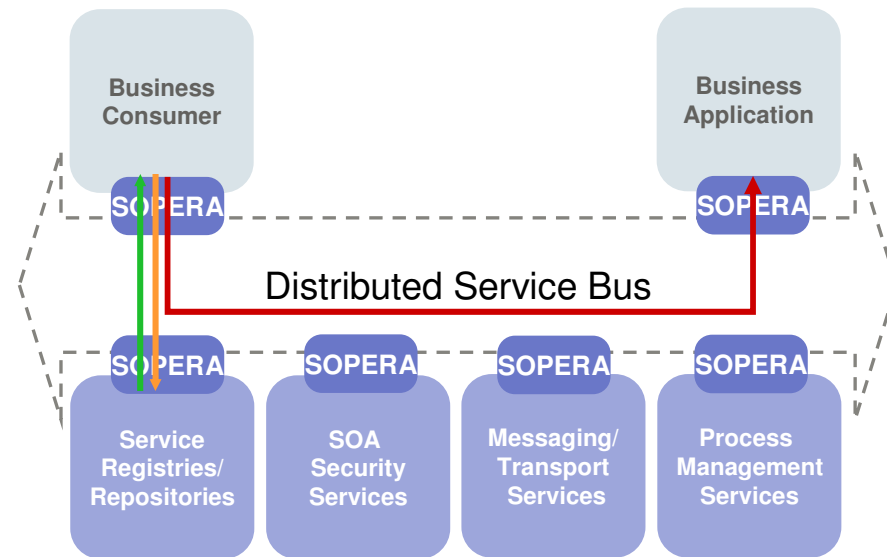 Business
Consumer
Business
Application
SOPERA
SOPERA
Distributed Service Bus
SOPERA
SOPERA
SOPERA
SOPERA
Service
Registries/
Repositories
SOA
Security
Services
Messaging/
Transport
Services
Process
Management
Services